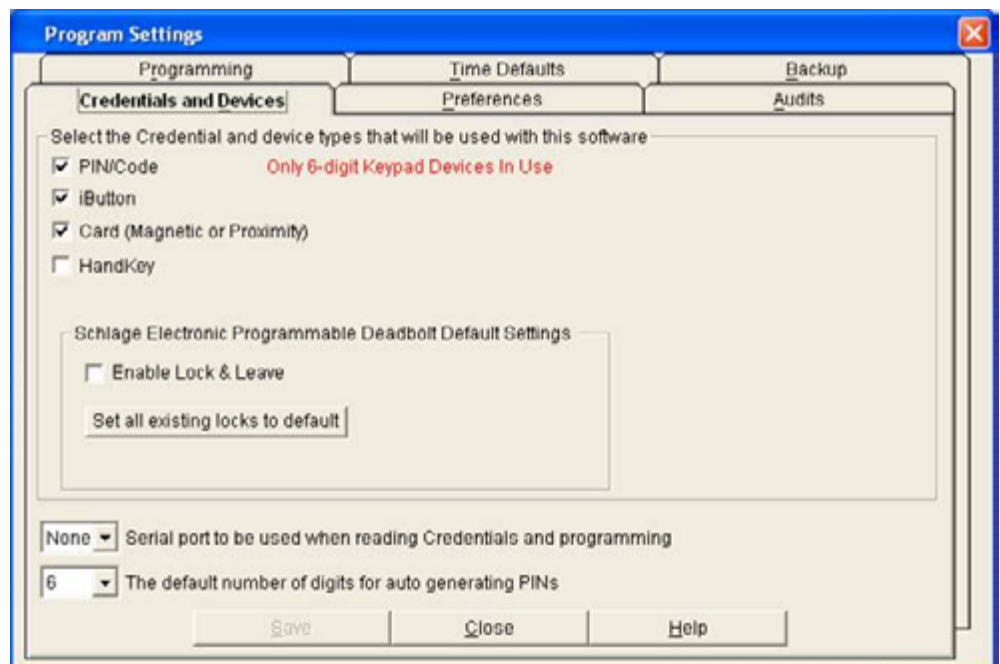 Program Settings
Programming Time Defaults Backup
Credentials and Devices Preferences Audits
Select the Credential and device types that will be used with this software
PIN/Code Only 6-digit Keypad Devices In Use
iButton
Card (Magnetic or Proximity)
HandKey
Schlage Electronic Programmable Deadbolt Default Settings
Enable Lock & Leave
Set all existing locks to default
None Serial port to be used when reading Credentials and programming
6 The default number of digits for auto generating PINs
Save Close Help